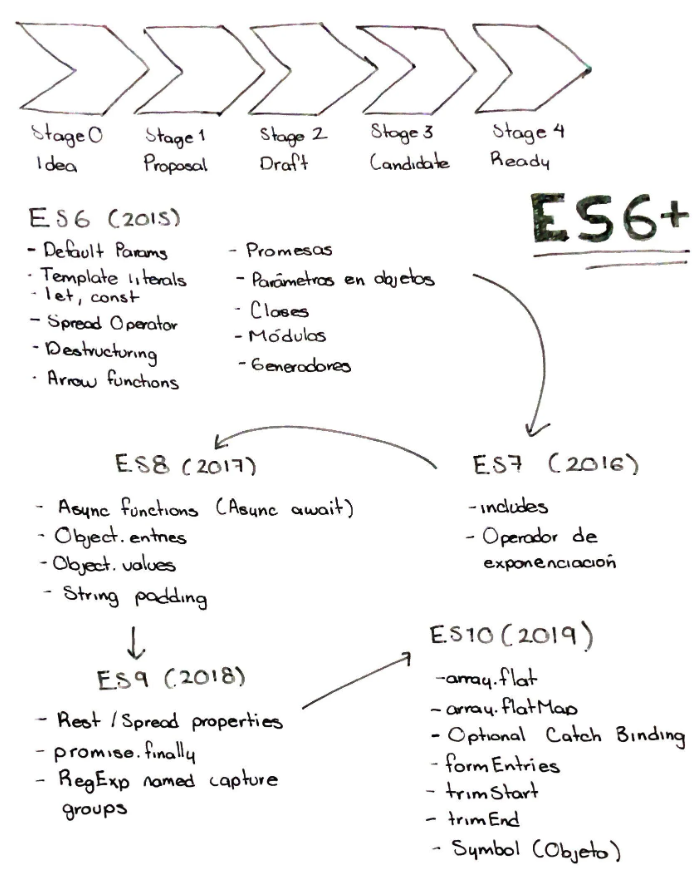 Stage 0
Idea
Stage 1
Proposal
Stage 2
Draft
Stage 3
Candidate
Stage 4
Ready
ES6+
ES6 (2015)
- Default Params
- Template literals
- let, const
- Spread Operator
- Destructuring
- Arrow functions
- Promesas
- Parámetros en objetos
- Clases
- Módulos
- Generadores
ES7 (2016)
- includes
- Operador de
exponenciación
ES8 (2017)
- Async functions (Async await)
- Object.entries
- Object.values
- String padding
ES9 (2018)
- Rest / Spread properties
- promise.finally
- RegExp named capture
groups
ES10 (2019)
- array.flat
- array.flatMap
- Optional Catch Binding
- formEntries
- trimStart
- trimEnd
- Symbol (Objeto)